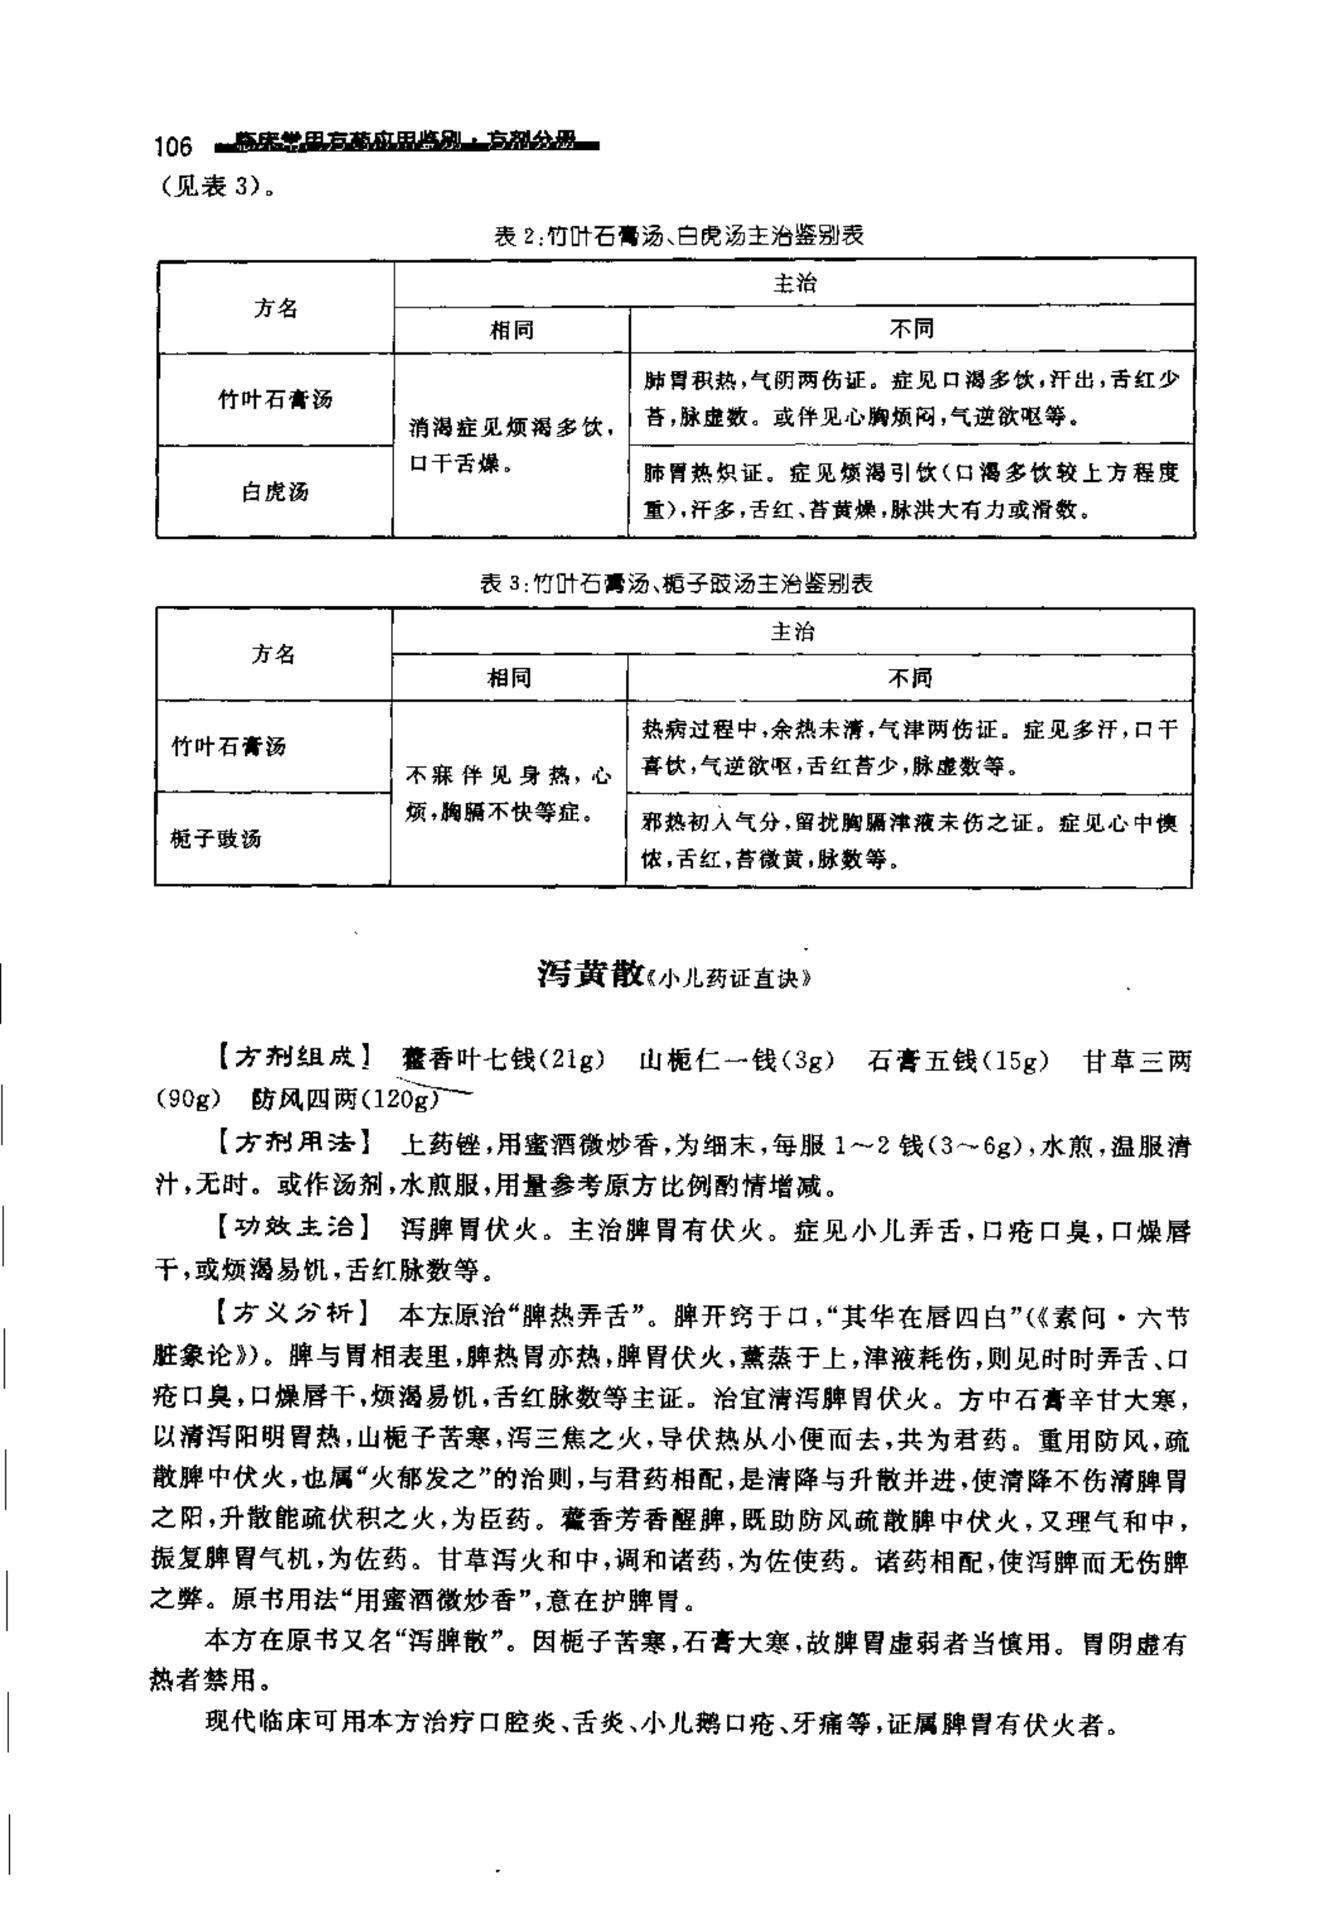 106 临床常用方药应用鉴别·方剂分册
（见表 3）。
表 2:竹叶石膏汤、白虎汤主治鉴别表
方名
主治
相同
不同
竹叶石膏汤
消渴症见烦渴多饮,
口干舌燥。
肺胃积热,气阴两伤证。症见口渴多饮,汗出,舌红少
苔,脉虚数。或伴见心胸烦闷,气逆欲呕等。
白虎汤
肺胃热炽证。症见烦渴引饮(口渴多饮较上方程度
重),汗多,舌红、苔黄燥,脉洪大有力或滑数。
表 3:竹叶石膏汤、栀子豉汤主治鉴别表
方名
主治
相同
不同
竹叶石膏汤
不寐伴见身热,心
烦,胸膈不快等症。
热病过程中,余热未清,气津两伤证。症见多汗,口干
喜饮,气逆欲呕,舌红苔少,脉虚数等。
栀子豉汤
邪热初入气分,留扰胸膈津液未伤之证。症见心中懊
侬,舌红,苔微黄,脉数等。
泻黄散《小儿药证直诀》
【方剂组成】 藿香叶七钱(21g) 山栀仁一钱(3g) 石膏五钱(15g) 甘草三两
(90g) 防风四两(120g)
【方剂用法】 上药锉,用蜜酒微炒香,为细末,每服 1～2 钱(3～6g),水煎,温服清
汁,无时。或作汤剂,水煎服,用量参考原方比例酌情增减。
【功效主治】 泻脾胃伏火。主治脾胃有伏火。症见小儿弄舌,口疮口臭,口燥唇
干,或烦渴易饥,舌红脉数等。
【方义分析】 本方原治“脾热弄舌”。脾开窍于口,“其华在唇四白”(《素问·六节
脏象论》)。脾与胃相表里,脾热胃亦热,脾胃伏火,薰蒸于上,津液耗伤,则见时时弄舌、口
疮口臭,口燥唇干,烦渴易饥,舌红脉数等主证。治宜清泻脾胃伏火。方中石膏辛甘大寒,
以清泻阳明胃热,山栀子苦寒,泻三焦之火,导伏热从小便而去,共为君药。重用防风,疏
散脾中伏火,也属“火郁发之”的治则,与君药相配,是清降与升散并进,使清降不伤清脾胃
之阳,升散能疏伏积之火,为臣药。藿香芳香醒脾,既助防风疏散脾中伏火,又理气和中,
振复脾胃气机,为佐药。甘草泻火和中,调和诸药,为佐使药。诸药相配,使泻脾而无伤脾
之弊。原书用法“用蜜酒微炒香”,意在护脾胃。
本方在原书又名“泻脾散”。因栀子苦寒,石膏大寒,故脾胃虚弱者当慎用。胃阴虚有
热者禁用。
现代临床可用本方治疗口腔炎、舌炎、小儿鹅口疮、牙痛等,证属脾胃有伏火者。